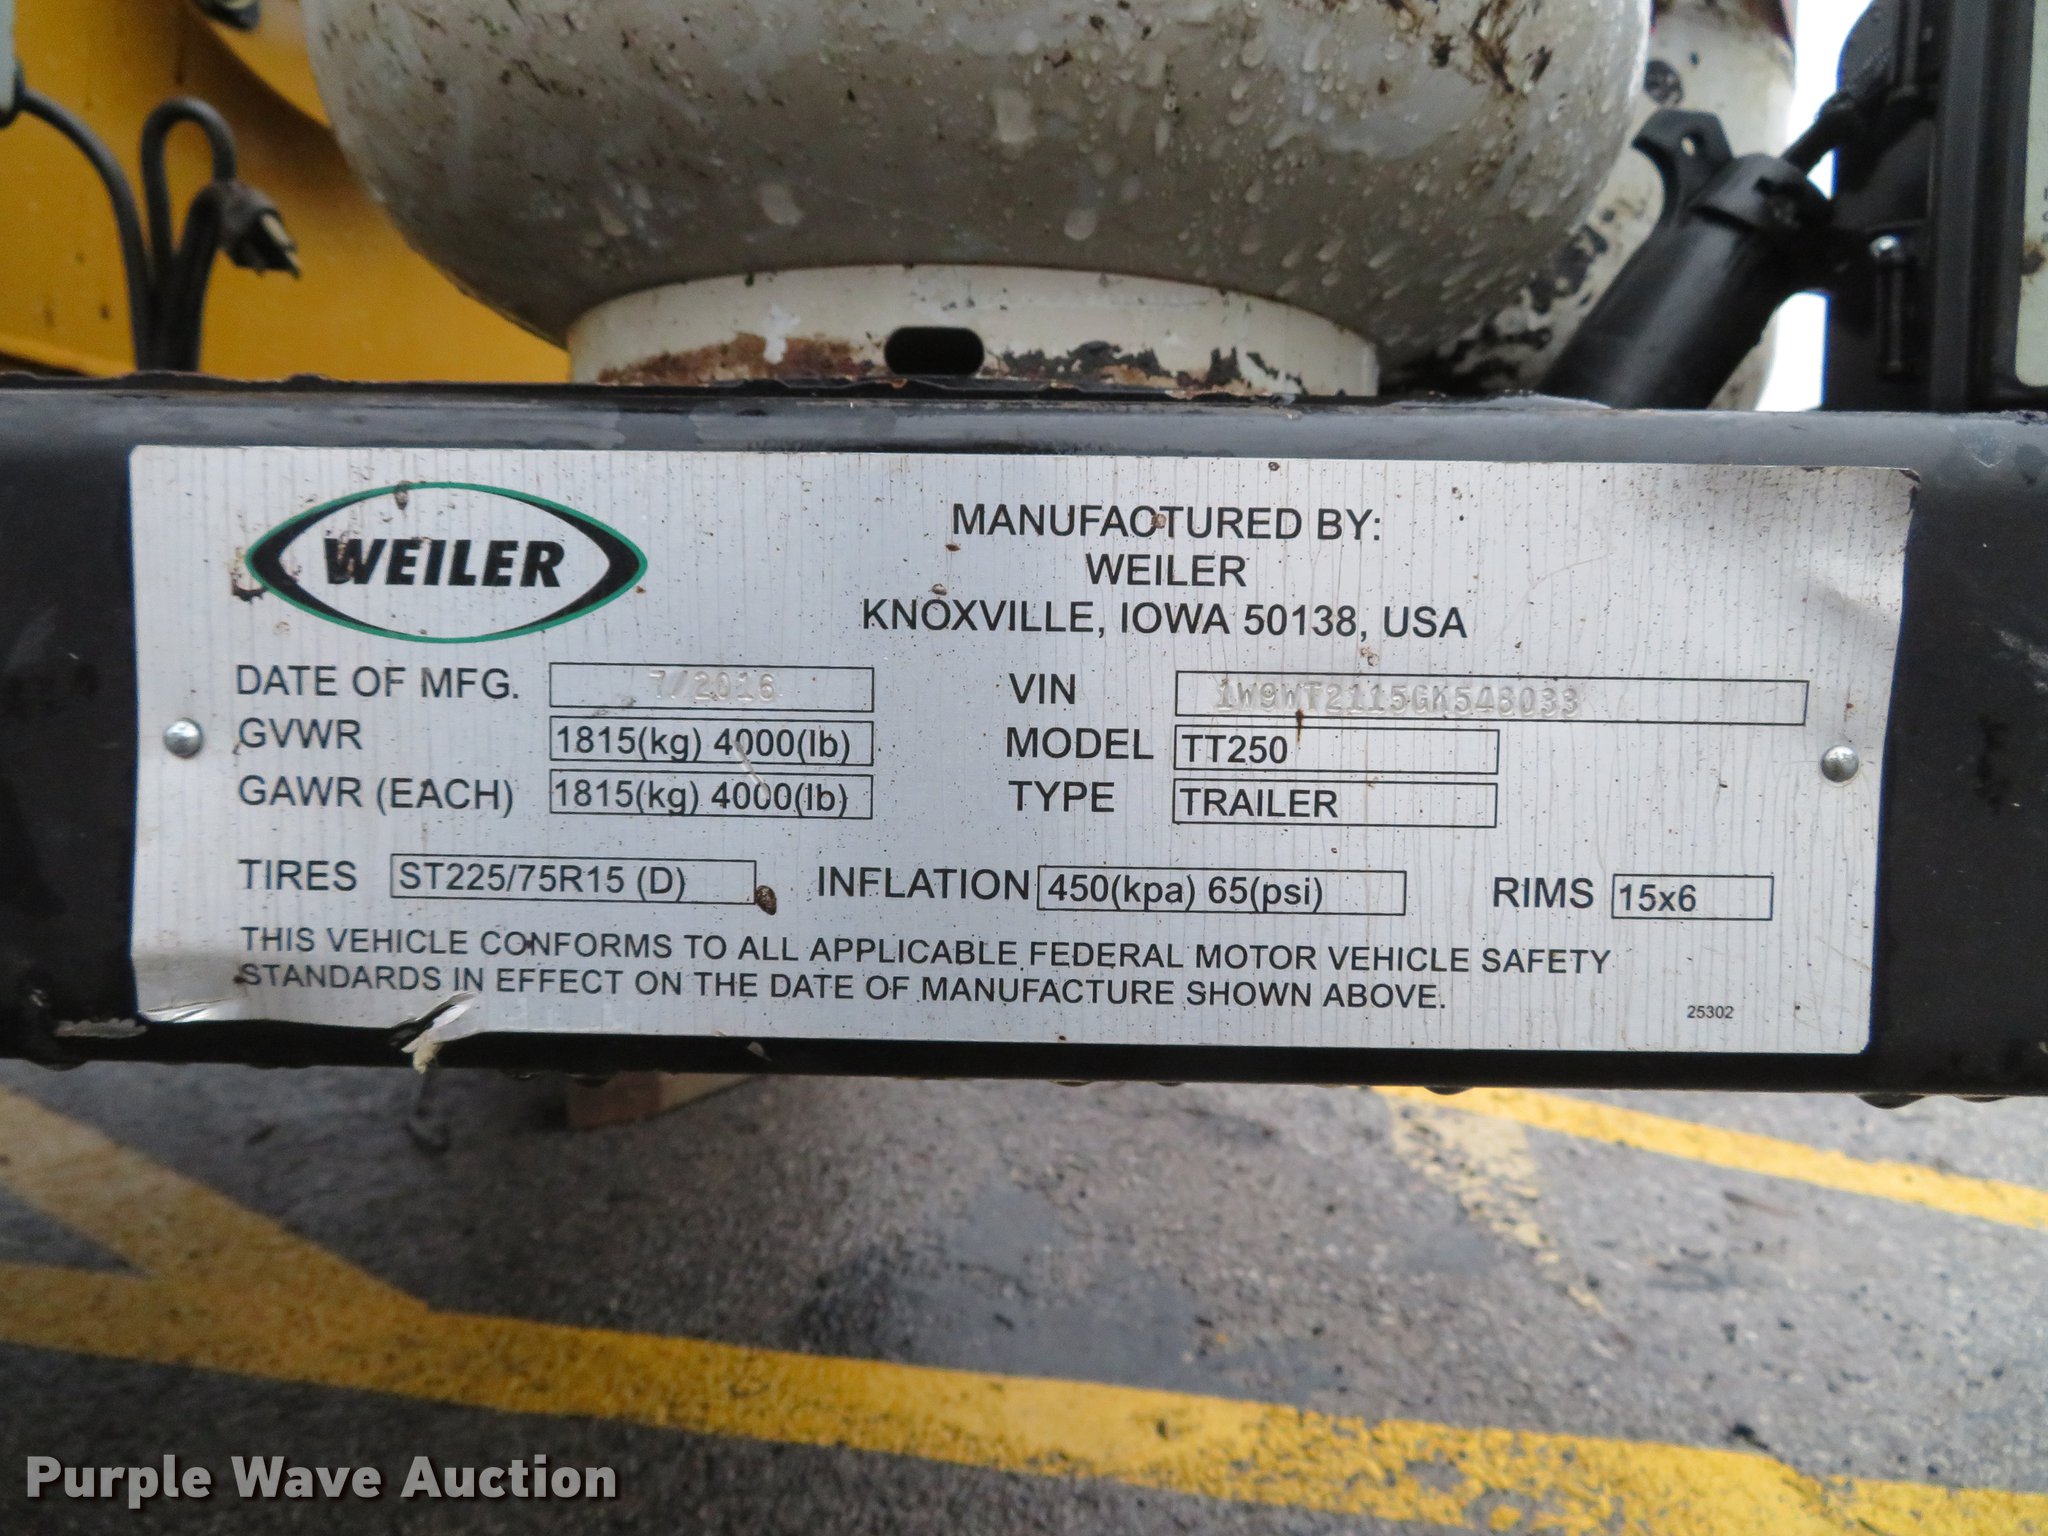 WEILER
MANUFACTURED BY:
WEILER
KNOXVILLE, IOWA 50138, USA
DATE OF MFG. 7/2016
VIN 1W9WT2115GK548033
GVWR 1815(kg) 4000(lb)
MODEL TT250
GAWR (EACH) 1815(kg) 4000(lb)
TYPE TRAILER
TIRES ST225/75R15 (D) INFLATION 450(kpa) 65(psi) RIMS 15x6
THIS VEHICLE CONFORMS TO ALL APPLICABLE FEDERAL MOTOR VEHICLE SAFETY
STANDARDS IN EFFECT ON THE DATE OF MANUFACTURE SHOWN ABOVE.
25302
Purple Wave Auction